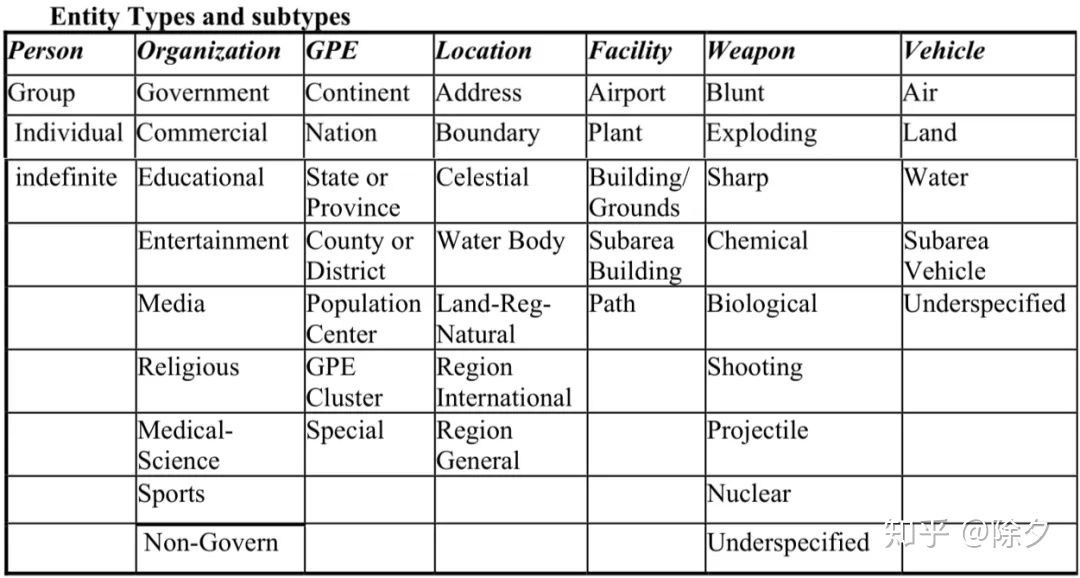 Entity Types and subtypes
Person Organization GPE Location Facility Weapon Vehicle
Group Government Continent Address Airport Blunt Air
Individual Commercial Nation Boundary Plant Exploding Land
indefinite Educational State or Celestial Building/ Sharp Water
Province Grounds
Entertainment County or Water Body Subarea Chemical Subarea
District Building Vehicle
Media Population Land-Reg- Path Biological Underspecified
Center Natural
Religious GPE Region Shooting
Cluster International
Medical- Special Region Projectile
Science General
Sports Nuclear
Non-Govern Underspecified
知乎 @除夕